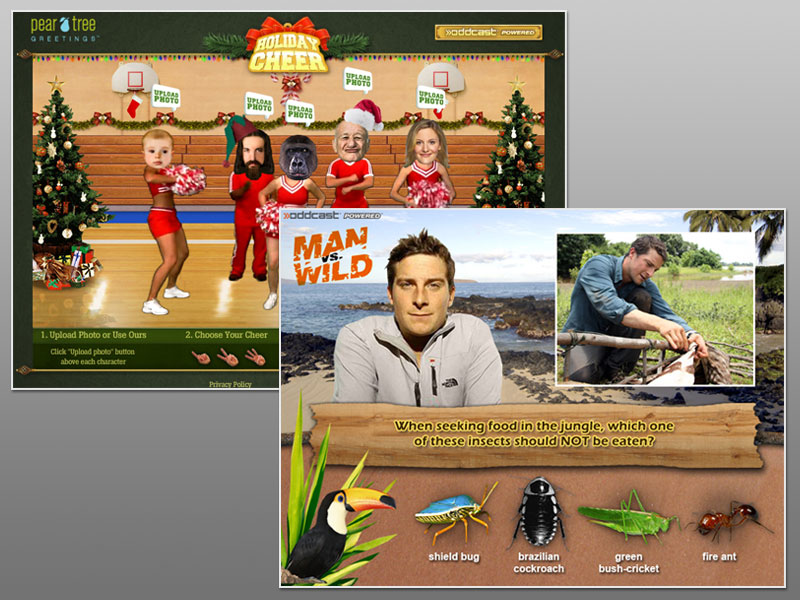 pear tree
GREETINGS
HOLIDAY
CHEER
oddcast POWERED
UPLOAD
PHOTO
UPLOAD
PHOTO
UPLOAD
PHOTO
UPLOAD
PHOTO
UPLOAD
PHOTO
1. Upload Photo or Use Ours
2. Choose Your Cheer
Click "Upload photo" button
above each character
Privacy Policy
oddcast POWERED
MAN
VS.
WILD
THE
NORTH
FACE
When seeking food in the jungle, which one
of these insects should NOT be eaten?
shield bug
brazilian
cockroach
green
bush-cricket
fire ant